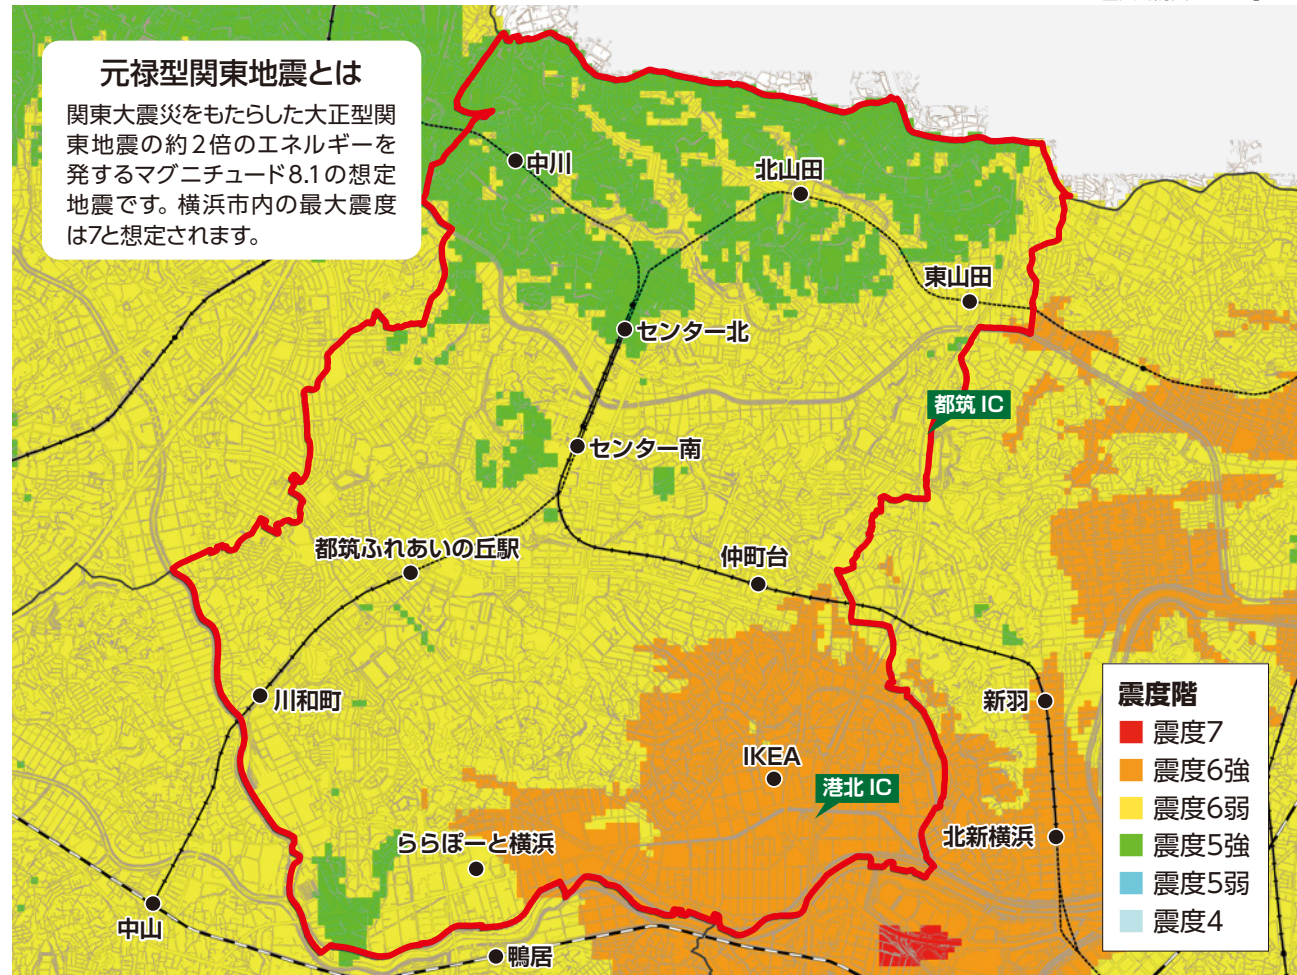 元禄型関東地震とは
関東大震災をもたらした大正型関
東地震の約2倍のエネルギーを
発するマグニチュード8.1の想定
地震です。横浜市内の最大震度
は7と想定されます。
中川
北山田
東山田
センター北
都筑 IC
センター南
都筑ふれあいの丘駅
仲町台
川和町
新羽
IKEA
港北 IC
ららぽーと横浜
北新横浜
中山
鴨居
震度階
震度7
震度6強
震度6弱
震度5強
震度5弱
震度4